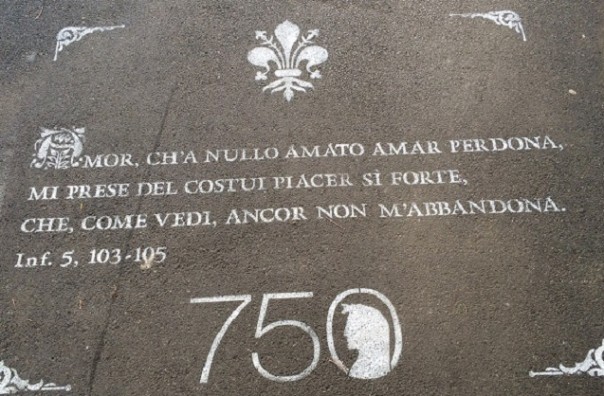 AMOR, CH'A NULLO AMATO AMAR PERDONA,
MI PRESE DEL COSTUI PIACER SÌ FORTE,
CHE, COME VEDI, ANCOR NON M'ABBANDONA.
Inf. 5, 103-105
750